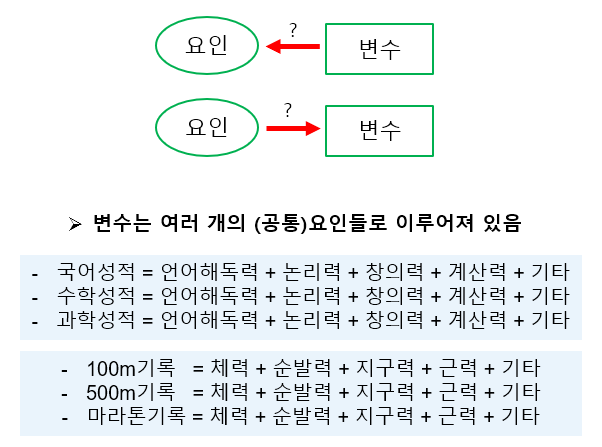 ?
요인 변수
?
요인 변수
➢ 변수는 여러 개의 (공통)요인들로 이루어져 있음
- 국어성적 = 언어해독력 + 논리력 + 창의력 + 계산력 + 기타
- 수학성적 = 언어해독력 + 논리력 + 창의력 + 계산력 + 기타
- 과학성적 = 언어해독력 + 논리력 + 창의력 + 계산력 + 기타
- 100m기록 = 체력 + 순발력 + 지구력 + 근력 + 기타
- 500m기록 = 체력 + 순발력 + 지구력 + 근력 + 기타
- 마라톤기록 = 체력 + 순발력 + 지구력 + 근력 + 기타